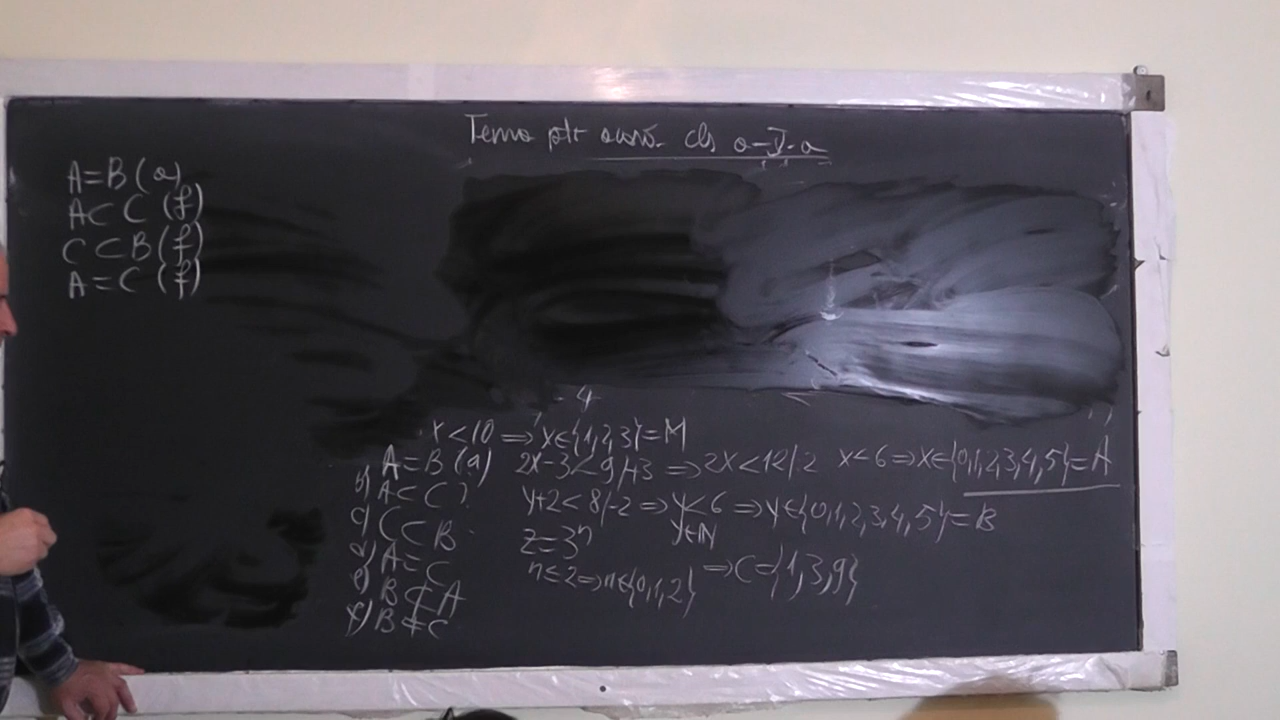 Tema ptr acasă cls a-V-a
A=B (a)
A⊂C (f)
C⊂B (f)
A=C (f)
4
x<10 ⇒ x∈{1,2,3}=M
A=B (a) 2x-3<9/+3 ⇒ 2x<12/:2 x<6 ⇒ x∈{0,1,2,3,4,5}=A
b) A⊂C? y+2<8/-2 ⇒ y<6 ⇒ y∈{0,1,2,3,4,5}=B
c) C⊂B y∈ℕ
d) A=C z=3ⁿ
e) B⊄A n≤2 ⇒ n∈{0,1,2} ⇒ C={1,3,9}
f) B≠C